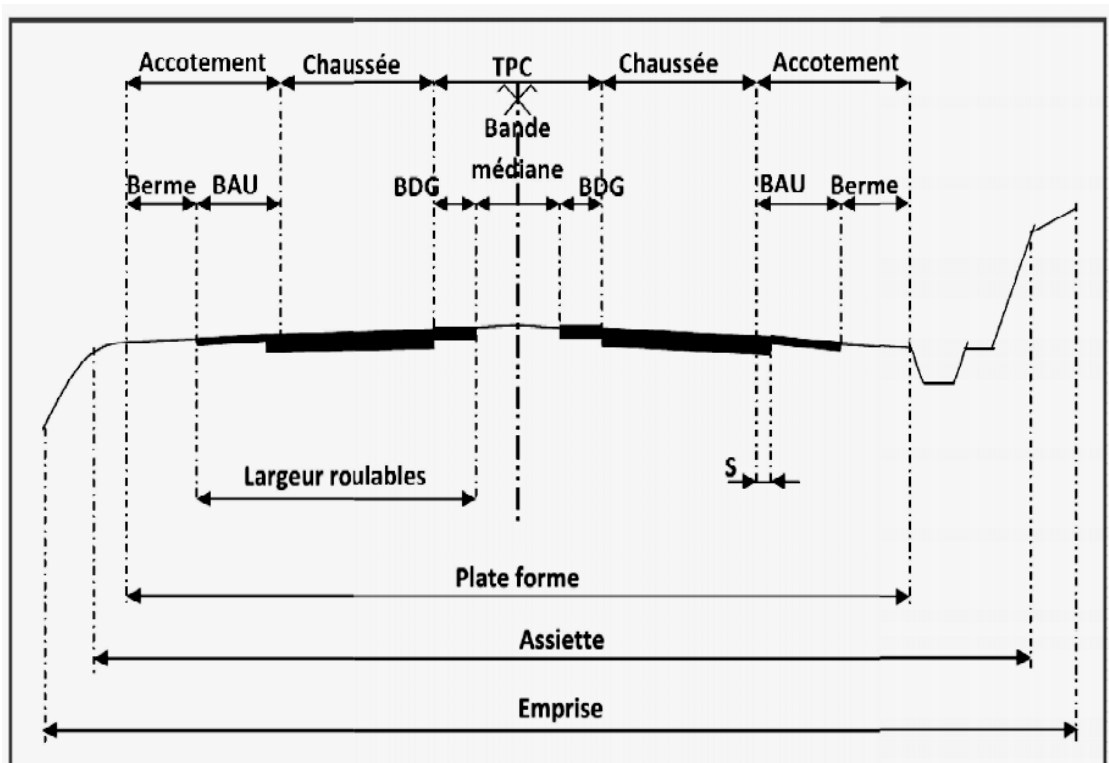 Accotement Chaussée TPC Chaussée Accotement
Bande
médiane
Berme BAU BDG BDG BAU Berme
Largeur roulables S
Plate forme
Assiette
Emprise